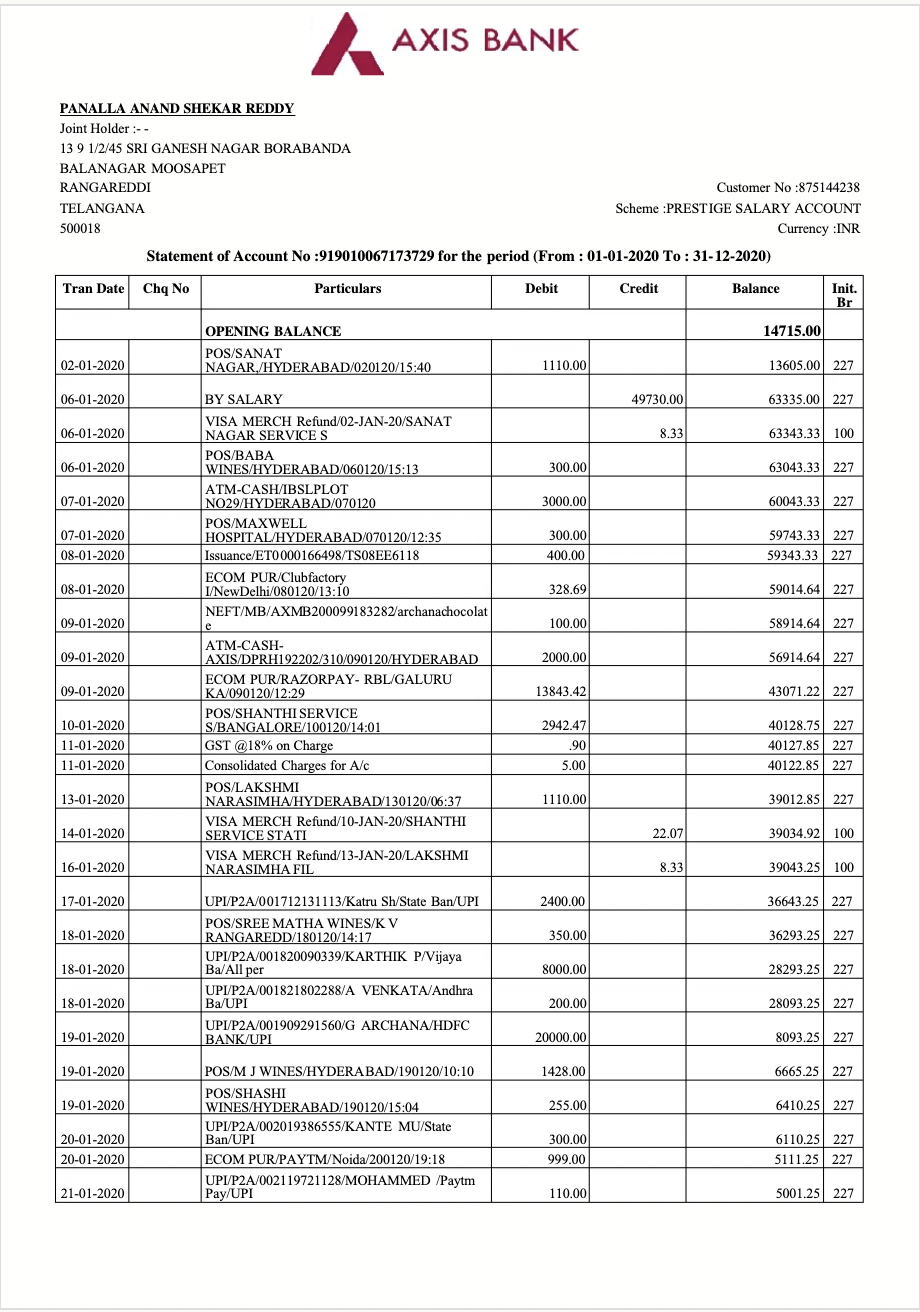 AXIS BANK
PANALLA ANAND SHEKAR REDDY
Joint Holder :- -
13 9 1/2/45 SRI GANESH NAGAR BORABANDA
BALANAGAR MOOSAPET
RANGAREDDI
Customer No :875144238
TELANGANA
Scheme :PRESTIGE SALARY ACCOUNT
500018
Currency :INR
Statement of Account No :919010067173729 for the period (From : 01-01-2020 To : 31-12-2020)
Tran Date Chq No Particulars Debit Credit Balance Init.
Br
OPENING BALANCE 14715.00
POS/SANAT
02-01-2020 NAGAR,/HYDERABAD/020120/15:40 1110.00 13605.00 227
06-01-2020 BY SALARY 49730.00 63335.00 227
VISA MERCH Refund/02-JAN-20/SANAT
06-01-2020 NAGAR SERVICE S 8.33 63343.33 100
POS/BABA
06-01-2020 WINES/HYDERABAD/060120/15:13 300.00 63043.33 227
ATM-CASH/IBSLPLOT
07-01-2020 NO29/HYDERABAD/070120 3000.00 60043.33 227
POS/MAXWELL
07-01-2020 HOSPITAL/HYDERABAD/070120/12:35 300.00 59743.33 227
08-01-2020 Issuance/ET0000166498/TS08EE6118 400.00 59343.33 227
ECOM PUR/Clubfactory
08-01-2020 I/NewDelhi/080120/13:10 328.69 59014.64 227
NEFT/MB/AXMB200099183282/archanachocolat
09-01-2020 e 100.00 58914.64 227
ATM-CASH-
09-01-2020 AXIS/DPRH192202/310/090120/HYDERABAD 2000.00 56914.64 227
ECOM PUR/RAZORPAY- RBL/GALURU
09-01-2020 KA/090120/12:29 13843.42 43071.22 227
POS/SHANTHI SERVICE
10-01-2020 S/BANGALORE/100120/14:01 2942.47 40128.75 227
11-01-2020 GST @18% on Charge .90 40127.85 227
11-01-2020 Consolidated Charges for A/c 5.00 40122.85 227
POS/LAKSHMI
13-01-2020 NARASIMHA/HYDERABAD/130120/06:37 1110.00 39012.85 227
VISA MERCH Refund/10-JAN-20/SHANTHI
14-01-2020 SERVICE STATI 22.07 39034.92 100
VISA MERCH Refund/13-JAN-20/LAKSHMI
16-01-2020 NARASIMHA FIL 8.33 39043.25 100
17-01-2020 UPI/P2A/001712131113/Katru Sh/State Ban/UPI 2400.00 36643.25 227
POS/SREE MATHA WINES/K V
18-01-2020 RANGAREDD/180120/14:17 350.00 36293.25 227
UPI/P2A/001820090339/KARTHIK P/Vijaya
18-01-2020 Ba/All per 8000.00 28293.25 227
UPI/P2A/001821802288/A VENKATA/Andhra
18-01-2020 Ba/UPI 200.00 28093.25 227
UPI/P2A/001909291560/G ARCHANA/HDFC
19-01-2020 BANK/UPI 20000.00 8093.25 227
19-01-2020 POS/M J WINES/HYDERABAD/190120/10:10 1428.00 6665.25 227
POS/SHASHI
19-01-2020 WINES/HYDERABAD/190120/15:04 255.00 6410.25 227
UPI/P2A/002019386555/KANTE MU/State
20-01-2020 Ban/UPI 300.00 6110.25 227
20-01-2020 ECOM PUR/PAYTM/Noida/200120/19:18 999.00 5111.25 227
UPI/P2A/002119721128/MOHAMMED /Paytm
21-01-2020 Pay/UPI 110.00 5001.25 227